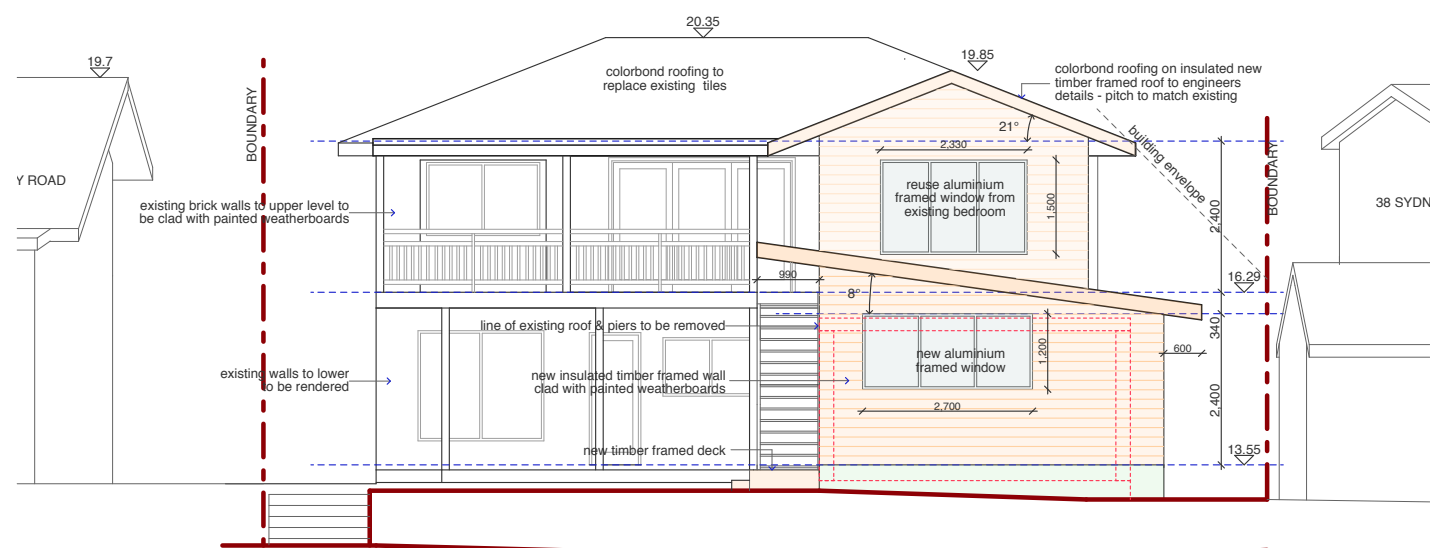 20.35
19.7
19.85
colorbond roofing to
replace existing tiles
colorbond roofing on insulated new
timber framed roof to engineers
details - pitch to match existing
BOUNDARY
21°
building envelope
BOUNDARY
2,330
Y ROAD
reuse aluminium
framed window from
existing bedroom
1,500
2,400
38 SYDN
existing brick walls to upper level to
be clad with painted weatherboards
990
16.29
8°
line of existing roof & piers to be removed
340
1,200
600
new aluminium
framed window
existing walls to lower
to be rendered
new insulated timber framed wall
clad with painted weatherboards
2,700
2,400
new timber framed deck
13.55